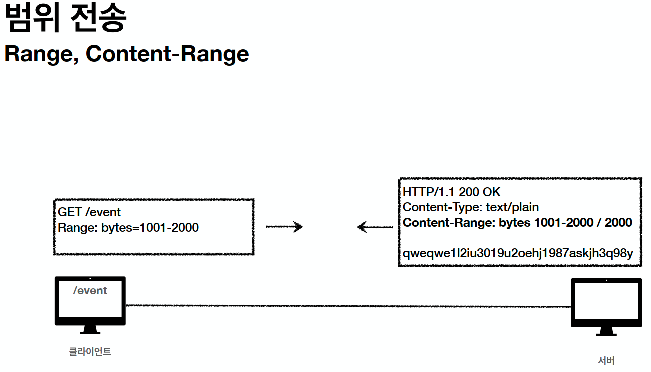 범위 전송
Range, Content-Range
GET /event
Range: bytes=1001-2000
HTTP/1.1 200 OK
Content-Type: text/plain
Content-Range: bytes 1001-2000 / 2000
qweqwe1l2iu3019u2oehj1987askjh3q98y
/event
클라이언트
서버